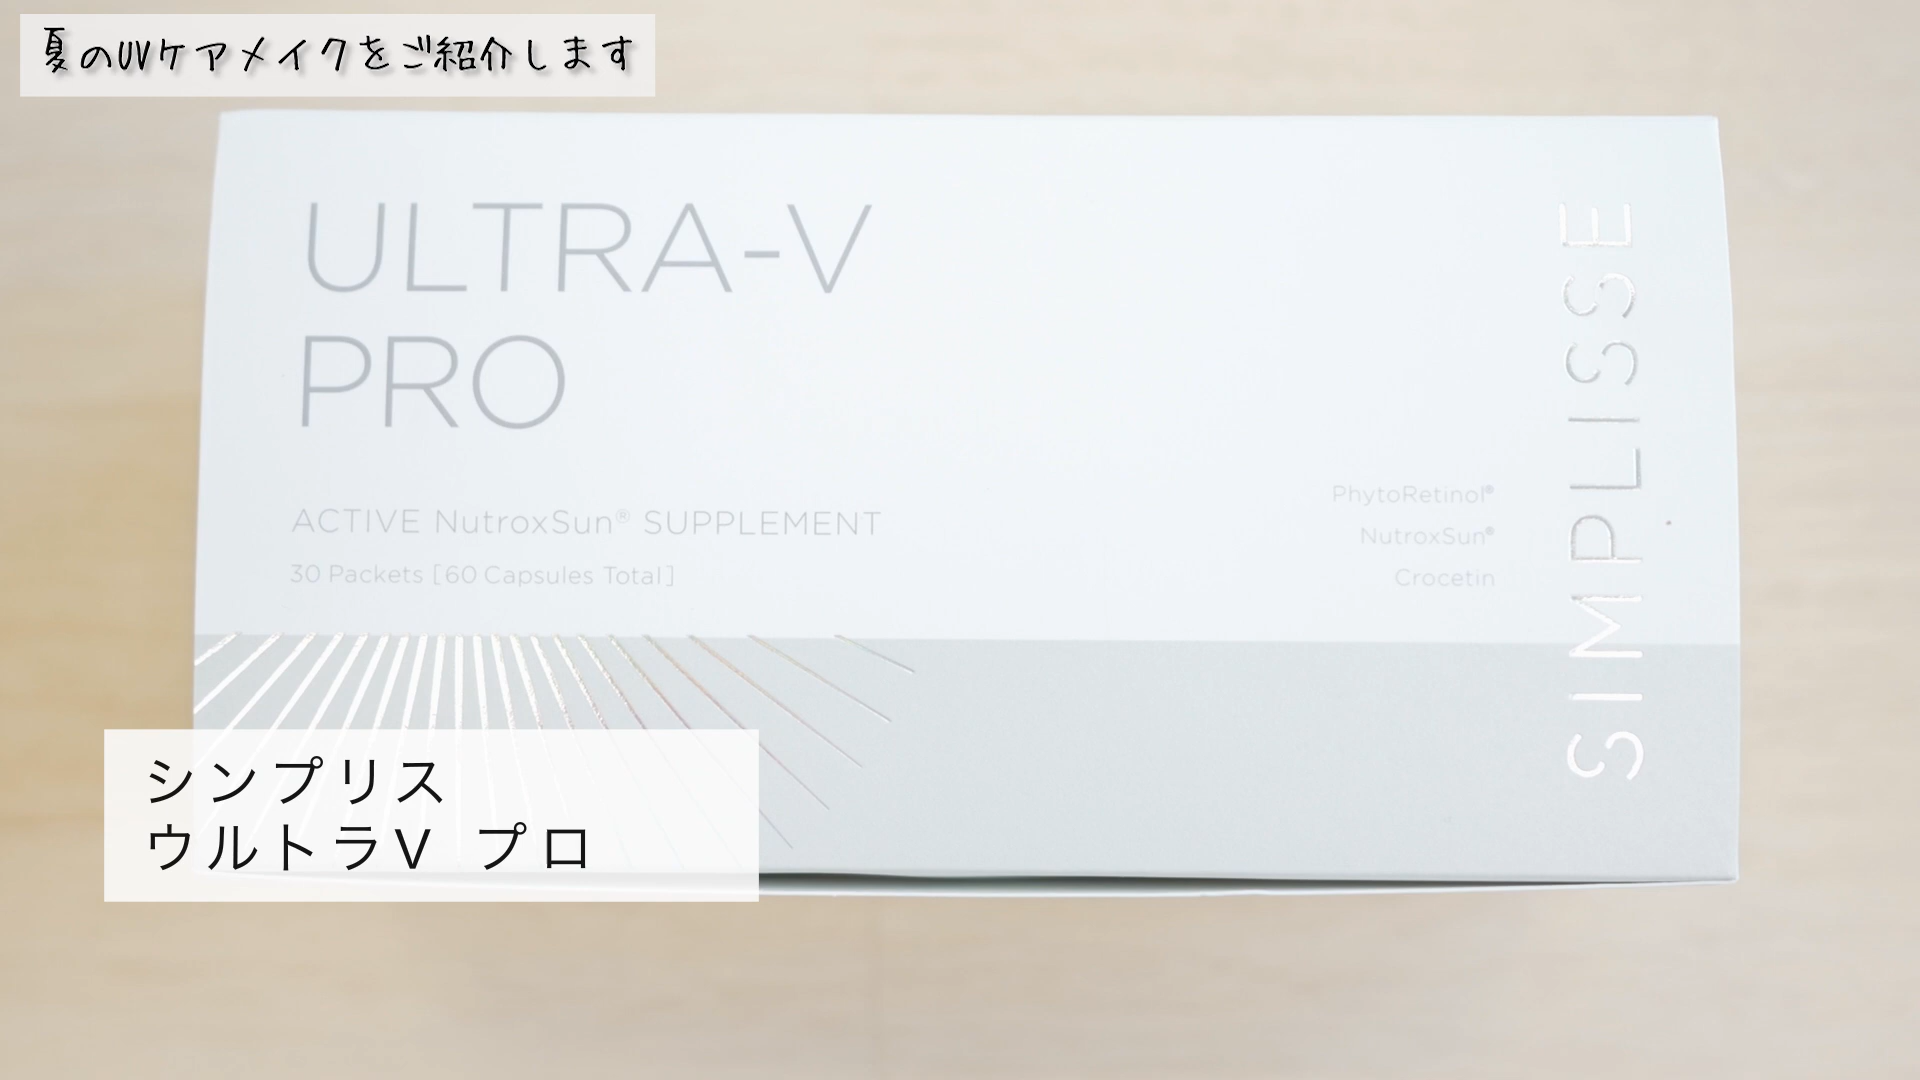 夏のUVケアメイクをご紹介します
ULTRA-V
PRO
ACTIVE NutroxSun® SUPPLEMENT
30 Packets [60 Capsules Total]
PhytoRetinol®
NutroxSun®
Crocetin
SIMPLISSE
シンプリス
ウルトラV プロ